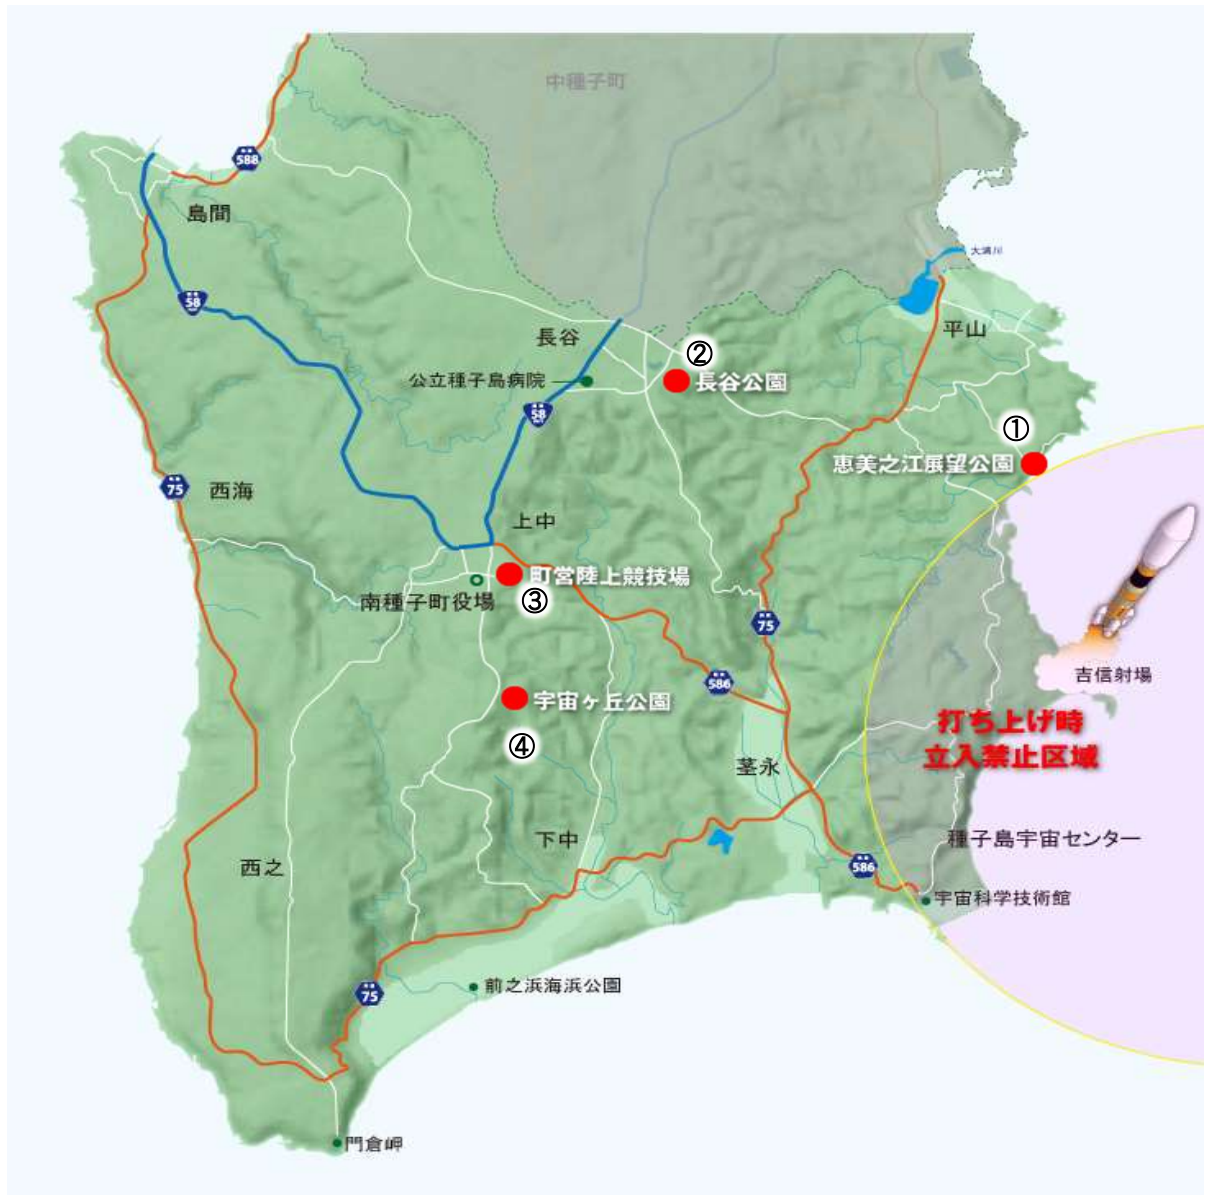 中種子町
588
島間
大浦川
58
平山
長谷
②
公立種子島病院
長谷公園
58
①
恵美之江展望公園
75
西海
上中
町営陸上競技場
南種子町役場
③
75
吉信射場
586
宇宙ヶ丘公園
打ち上げ時
立入禁止区域
④
茎永
下中
種子島宇宙センター
西之
586
宇宙科学技術館
前之浜海浜公園
75
門倉岬